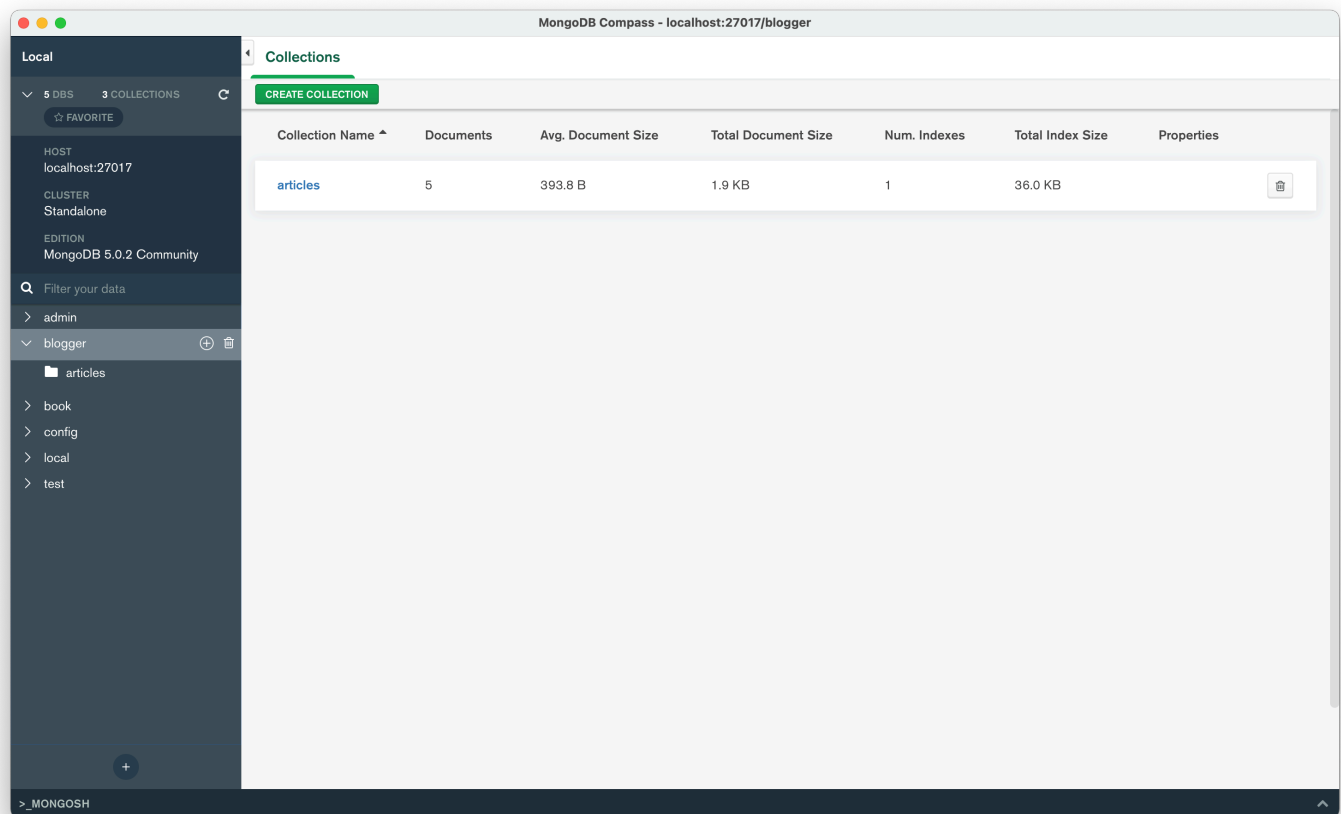 MongoDB Compass - localhost:27017/blogger
Local
5 DBS 3 COLLECTIONS
FAVORITE
HOST
localhost:27017
CLUSTER
Standalone
EDITION
MongoDB 5.0.2 Community
Filter your data
admin
blogger
articles
book
config
local
test
Collections
CREATE COLLECTION
Collection Name Documents Avg. Document Size Total Document Size Num. Indexes Total Index Size Properties
articles 5 393.8 B 1.9 KB 1 36.0 KB
>_MONGOSH